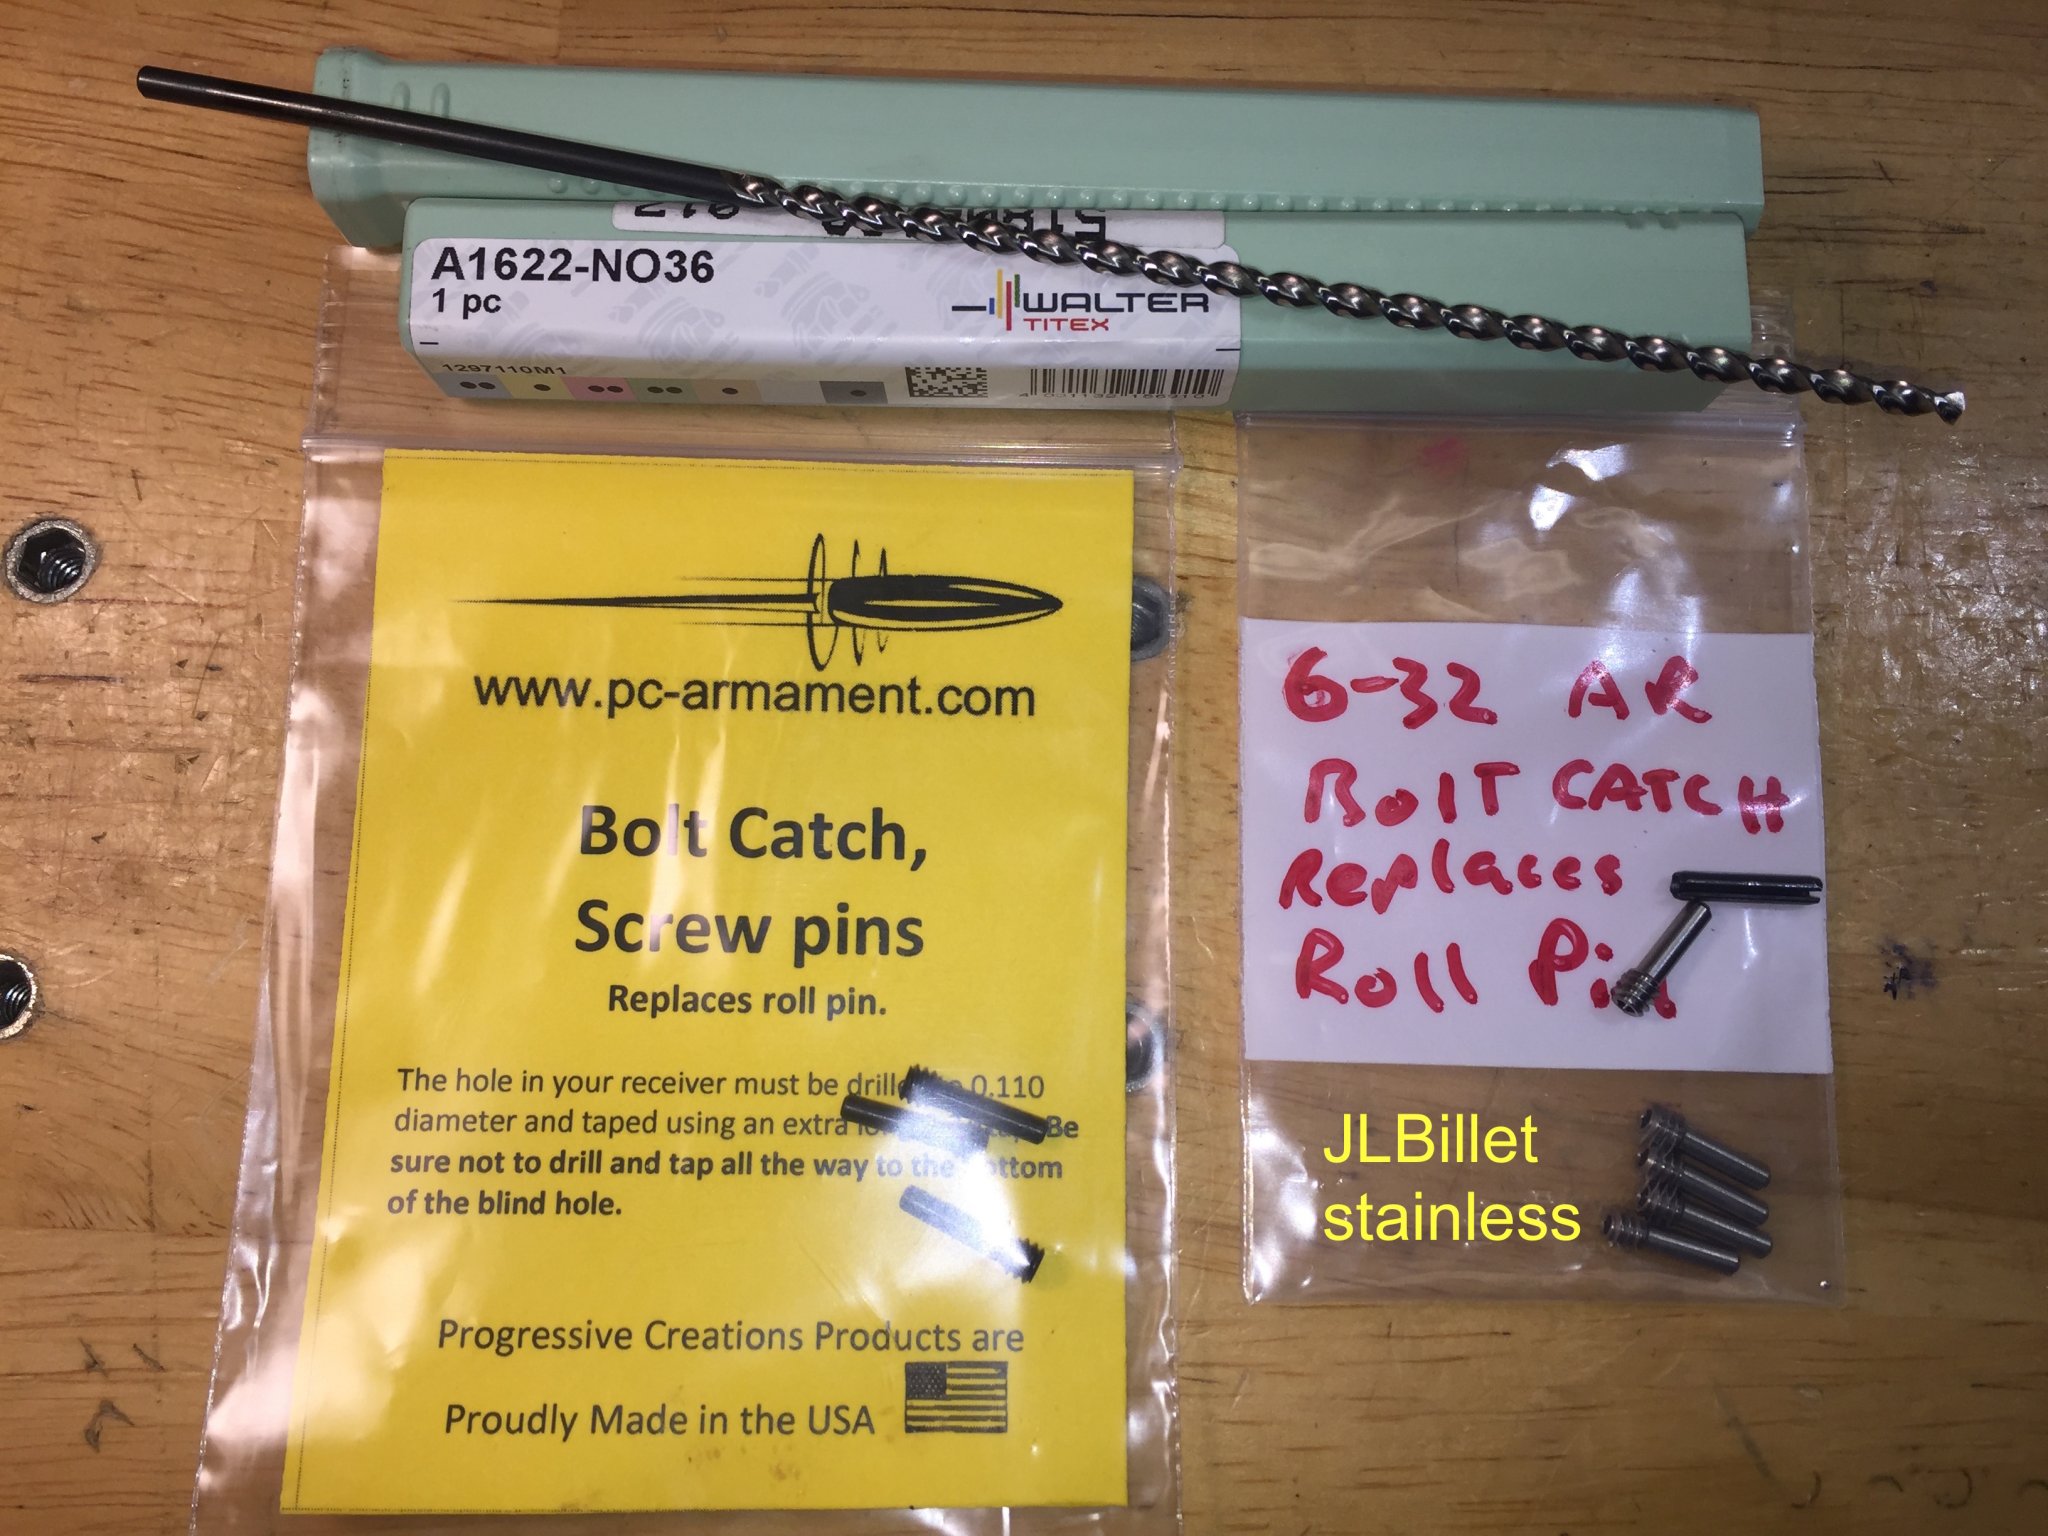 A1622-NO36
1 pc
WALTER
TITEX
1297110M1
www.pc-armament.com
Bolt Catch,
Screw pins
Replaces roll pin.
The hole in your receiver must be 0.110
diameter and taped using an extra Be
sure not to drill and tap all the way to the bottom
of the blind hole.
Progressive Creations Products are
Proudly Made in the USA
6-32 AR
Bolt CATCH
Replaces
Roll Pin
JLBillet
stainless